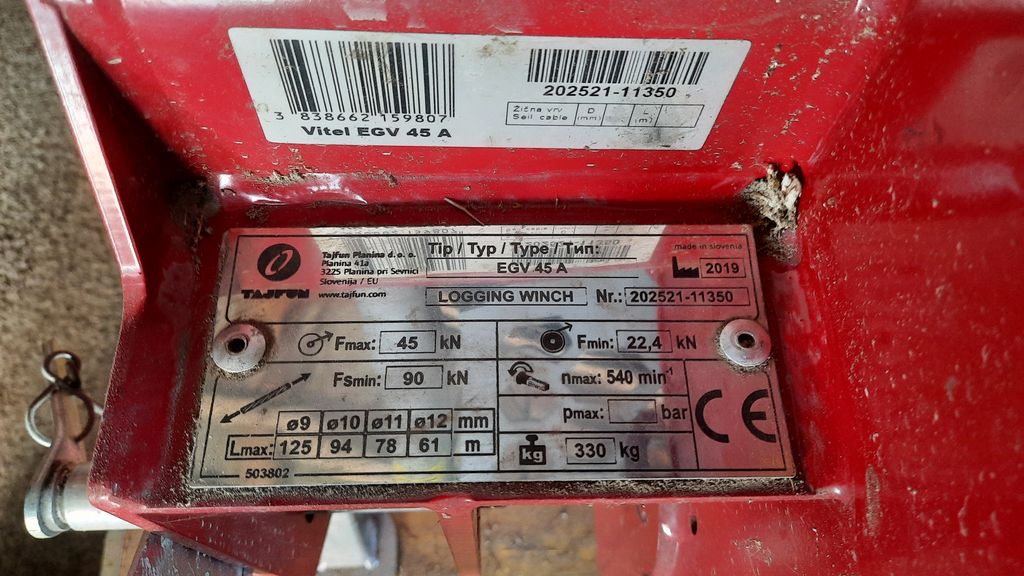 3 838662 159807
Vitel EGV 45 A
202521-11350
Žična vrv D L
Seil cable (mm) (m)
TAJFUN
Tajfun Planina d.o.o.
Planina 41a
3225 Planina pri Sevnici
Slovenija / EU
www.tajfun.com
Tip / Typ / Type / Тип:
EGV 45 A
made in slovenia
2019
LOGGING WINCH Nr.: 202521-11350
Fmax: 45 kN
Fmin: 22,4 kN
Fsmin: 90 kN
nmax: 540 min-1
ø9 ø10 ø11 ø12 mm
Lmax: 125 94 78 61 m
pmax: bar
kg 330 kg
CE
503802